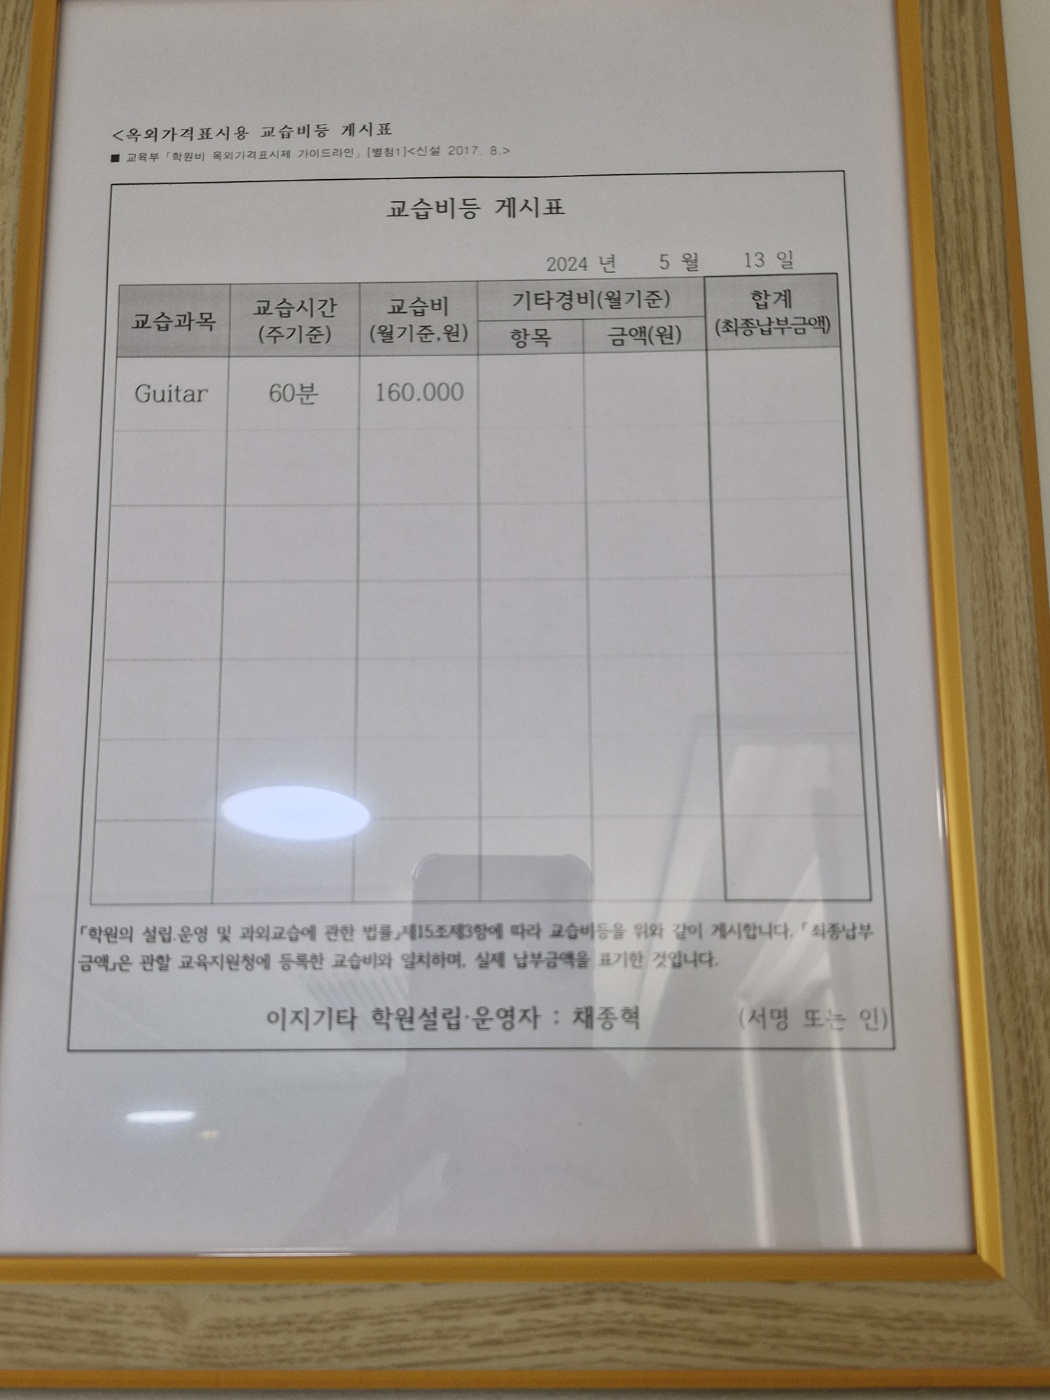 <옥외가격표시용 교습비등 게시표
■ 교육부「학원비 옥외가격표시제 가이드라인」[별첨1]<신설 2017. 8.>
교습비등 게시표
2024 년 5 월 13 일
교습과목 교습시간 (주기준) 교습비 (월기준,원) 기타경비(월기준) 합계 (최종납부금액)
항목 금액(원)
Guitar 60분 160.000
「학원의 설립.운영 및 과외교습에 관한 법률」제15조제3항에 따라 교습비등을 위와 같이 게시합니다. 「최종납부
금액」은 관할 교육지원청에 등록한 교습비와 일치하며, 실제 납부금액을 표기한 것입니다.
이지기타 학원설립·운영자 : 채종혁 (서명 또는 인)